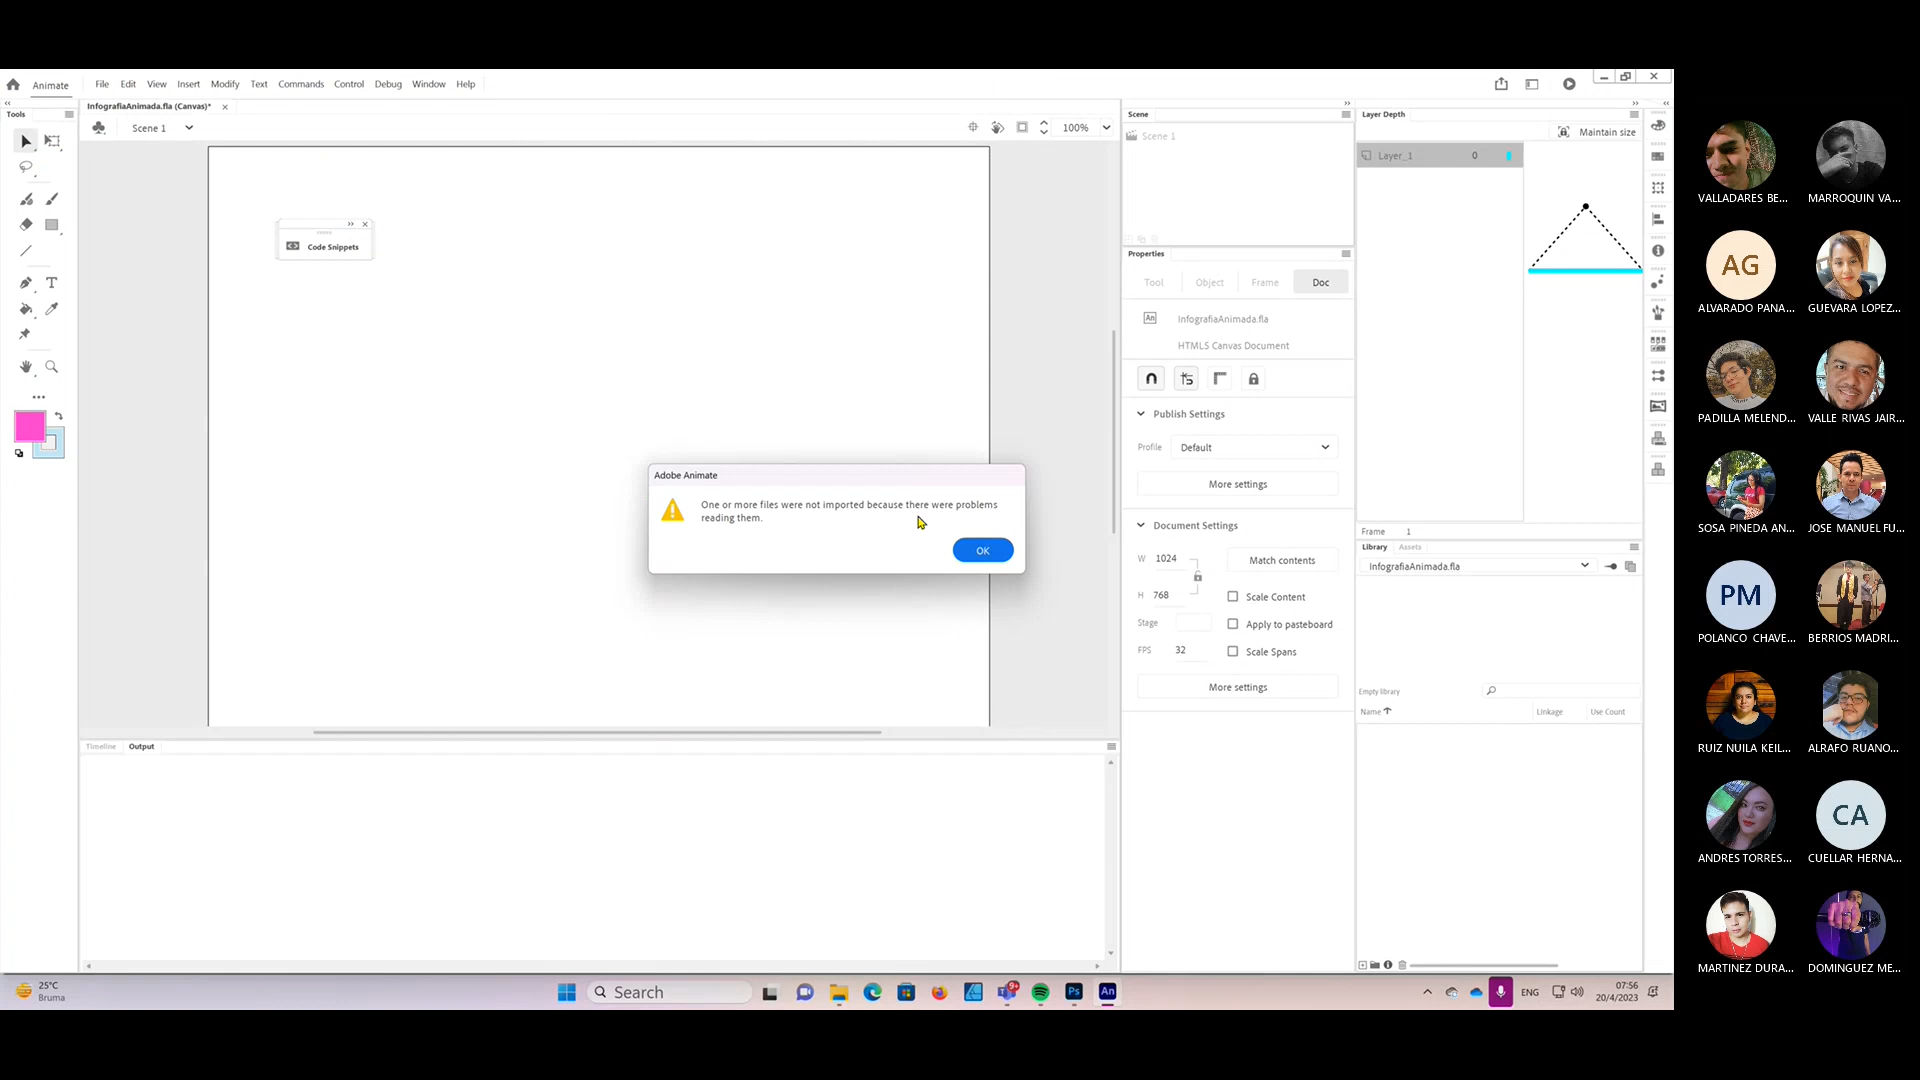 Animate
File
Edit
View
Insert
Modify
Text
Commands
Control
Debug
Window
Help
InfografiaAnimada.fla (Canvas)*
Tools
Scene 1
100%
Code Snippets
Adobe Animate
One or more files were not imported because there were problems
reading them.
OK
Timeline
Output
Scene
Scene 1
Properties
Tool
Object
Frame
Doc
An
InfografiaAnimada.fla
HTML5 Canvas Document
Publish Settings
Profile
Default
More settings
Document Settings
W 1024
Match contents
H 768
Scale Content
Stage
Apply to pasteboard
FPS 32
Scale Spans
More settings
Layer Depth
Maintain size
Layer_1 0
Frame 1
Library
Assets
InfografiaAnimada.fla
Empty library
Name
Linkage
Use Count
25°C
Bruma
Search
9+
Ps
An
ENG
07:56
20/4/2023
VALLADARES BE...
MARROQUIN VA...
AG
ALVARADO PANA...
GUEVARA LOPEZ...
PADILLA MELEND...
VALLE RIVAS JAIR...
SOSA PINEDA AN...
JOSE MANUEL FU...
PM
POLANCO CHAVE...
BERRIOS MADRI...
RUIZ NUILA KEIL...
ALRAFO RUANO...
ANDRES TORRES...
CA
CUELLAR HERNA...
MARTINEZ DURA...
DOMINGUEZ ME...